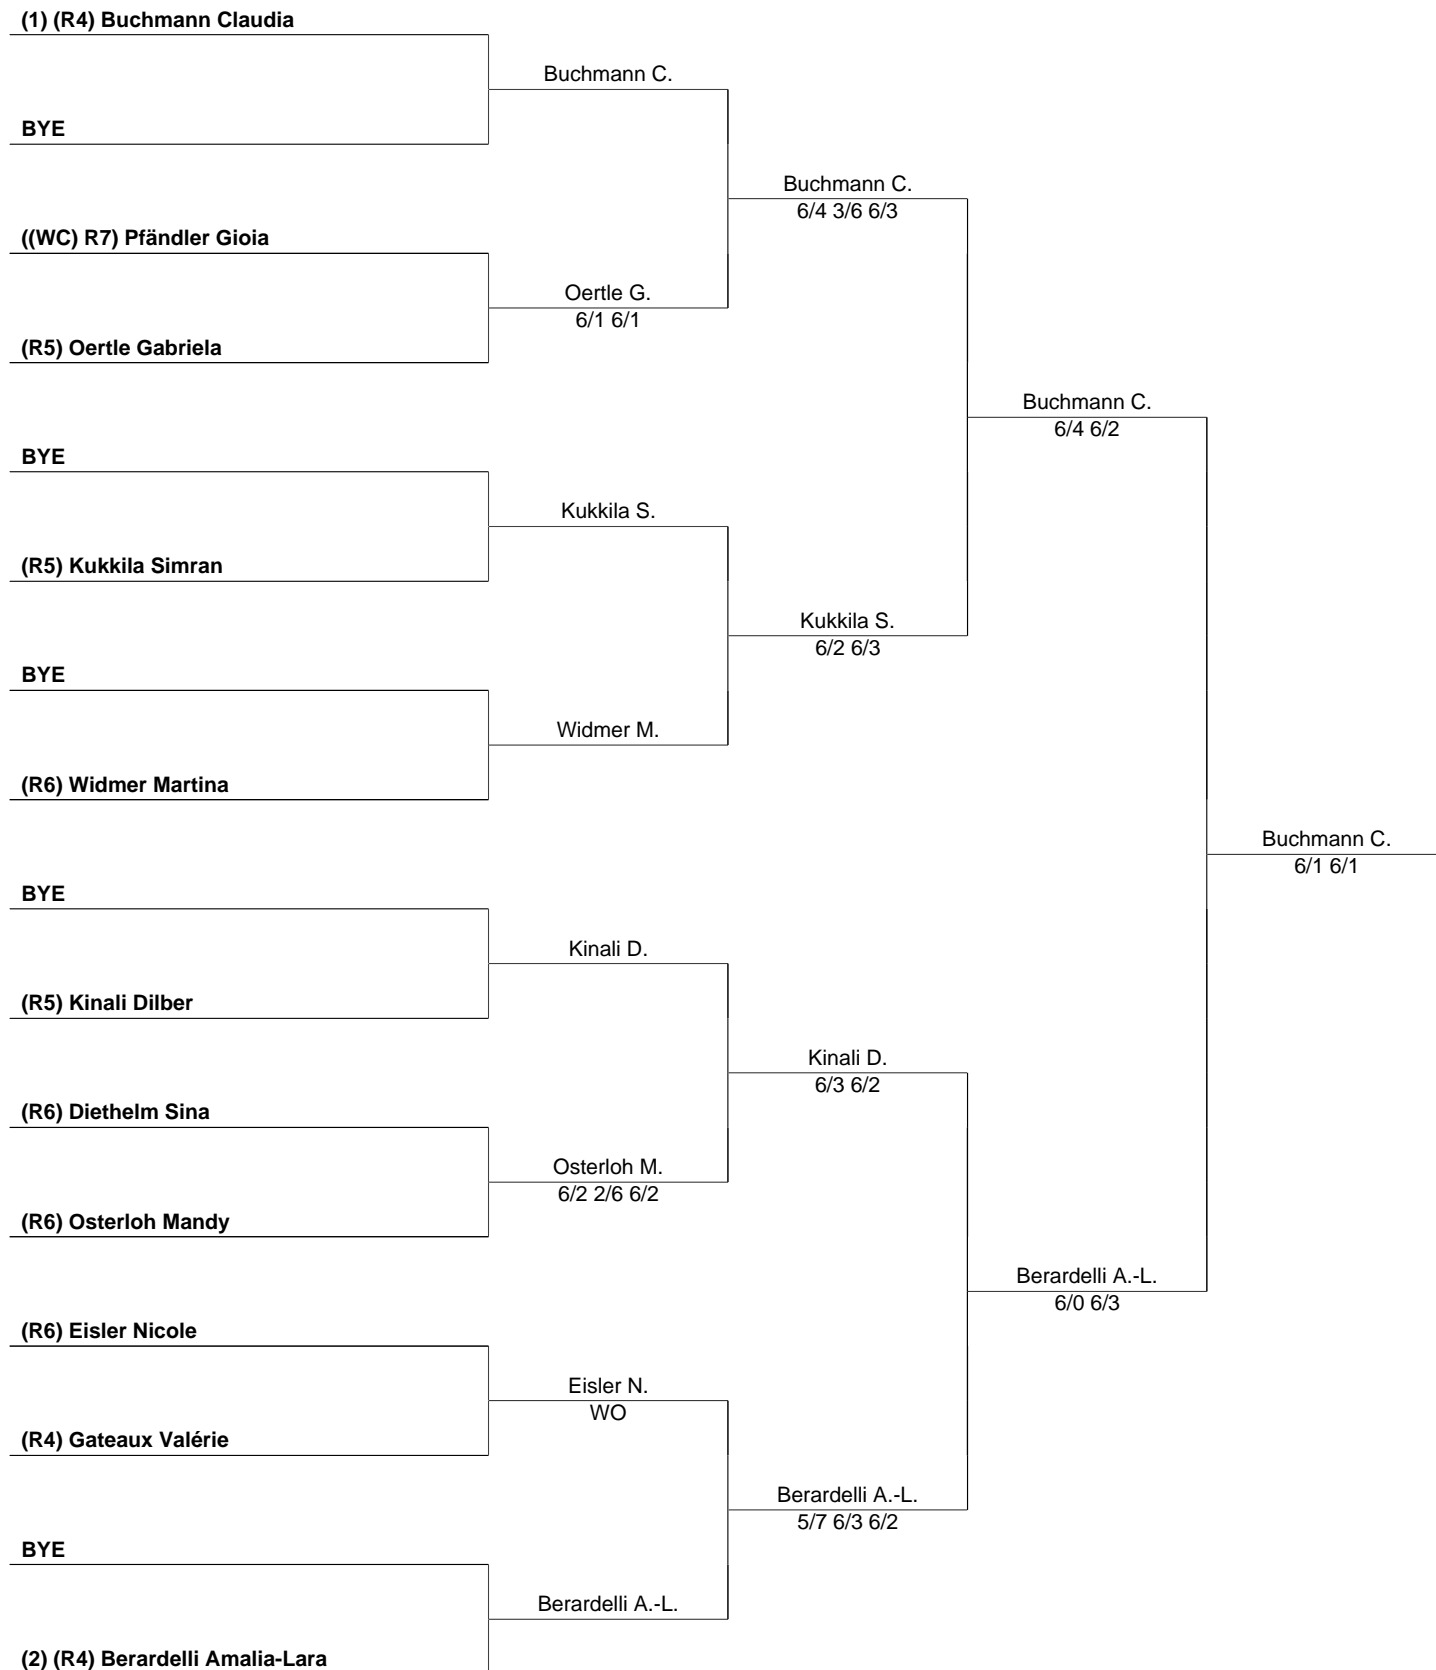 (1) (R4) Buchmann Claudia
Buchmann C.
BYE
Buchmann C.
6/4 3/6 6/3
((WC) R7) Pfändler Gioia
Oertle G.
6/1 6/1
(R5) Oertle Gabriela
Buchmann C.
6/4 6/2
BYE
Kukkila S.
(R5) Kukkila Simran
Kukkila S.
6/2 6/3
BYE
Widmer M.
(R6) Widmer Martina
Buchmann C.
6/1 6/1
BYE
Kinali D.
(R5) Kinali Dilber
Kinali D.
6/3 6/2
(R6) Diethelm Sina
Osterloh M.
6/2 2/6 6/2
(R6) Osterloh Mandy
Berardelli A.-L.
6/0 6/3
(R6) Eisler Nicole
Eisler N.
WO
(R4) Gateaux Valérie
Berardelli A.-L.
5/7 6/3 6/2
BYE
Berardelli A.-L.
(2) (R4) Berardelli Amalia-Lara